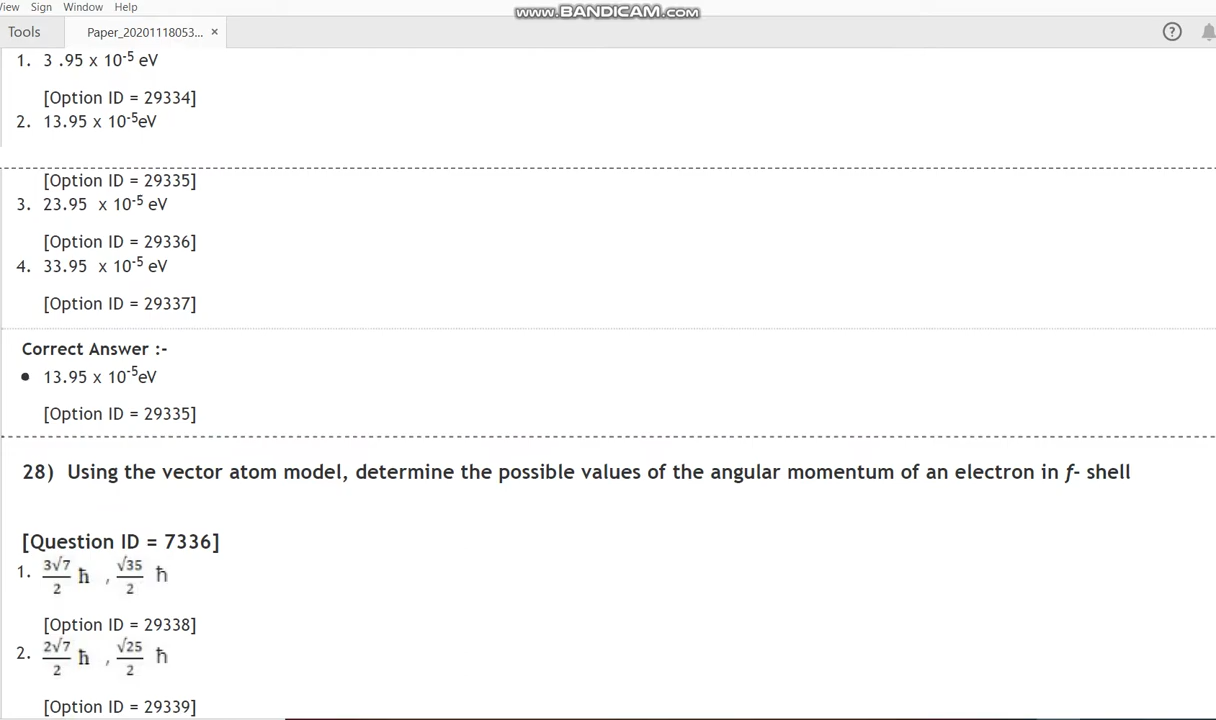 View Sign Window Help
www.BANDICAM.com
Tools Paper_20201118053... ×
1. 3 .95 x 10⁻⁵ eV
[Option ID = 29334]
2. 13.95 x 10⁻⁵eV
[Option ID = 29335]
3. 23.95 x 10⁻⁵ eV
[Option ID = 29336]
4. 33.95 x 10⁻⁵ eV
[Option ID = 29337]
Correct Answer :-
• 13.95 x 10⁻⁵eV
[Option ID = 29335]
28) Using the vector atom model, determine the possible values of the angular momentum of an electron in f- shell
[Question ID = 7336]
1. 3√7/2 ħ , √35/2 ħ
[Option ID = 29338]
2. 2√7/2 ħ , √25/2 ħ
[Option ID = 29339]